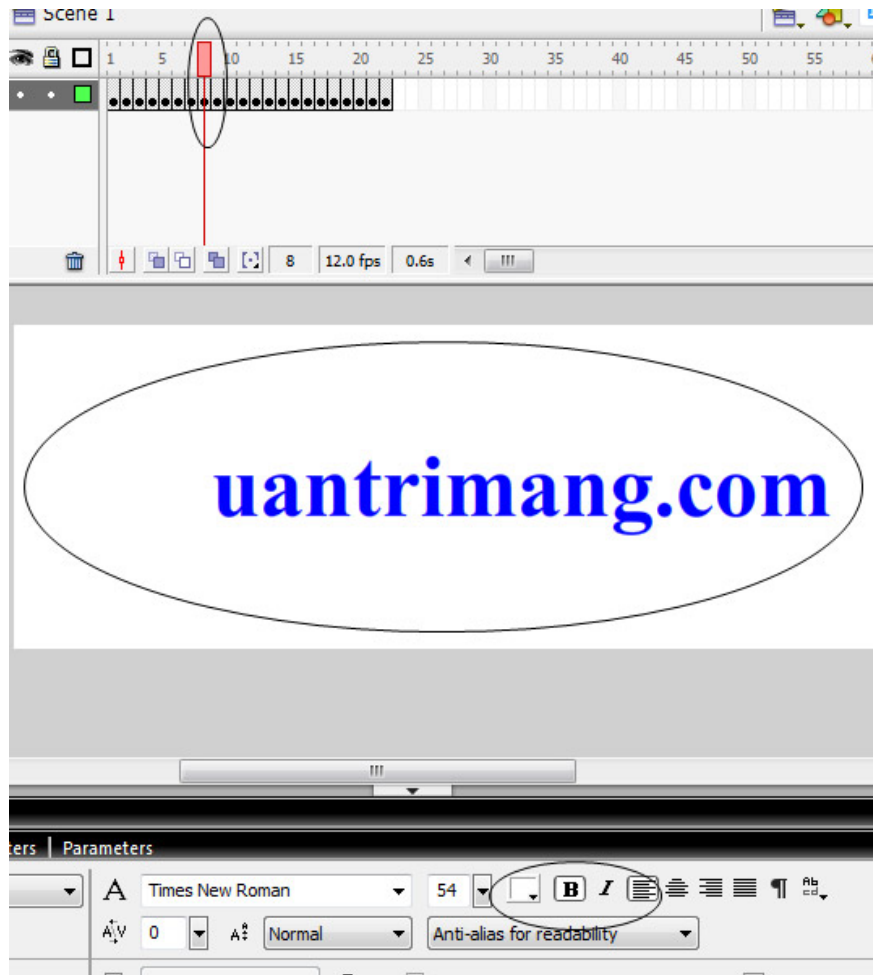 Scene 1
1 5 10 15 20 25 30 35 40 45 50 55
8 12.0 fps 0.6s
uantrimang.com
ters Parameters
A Times New Roman 54 B I
AV 0 A Normal Anti-alias for readability